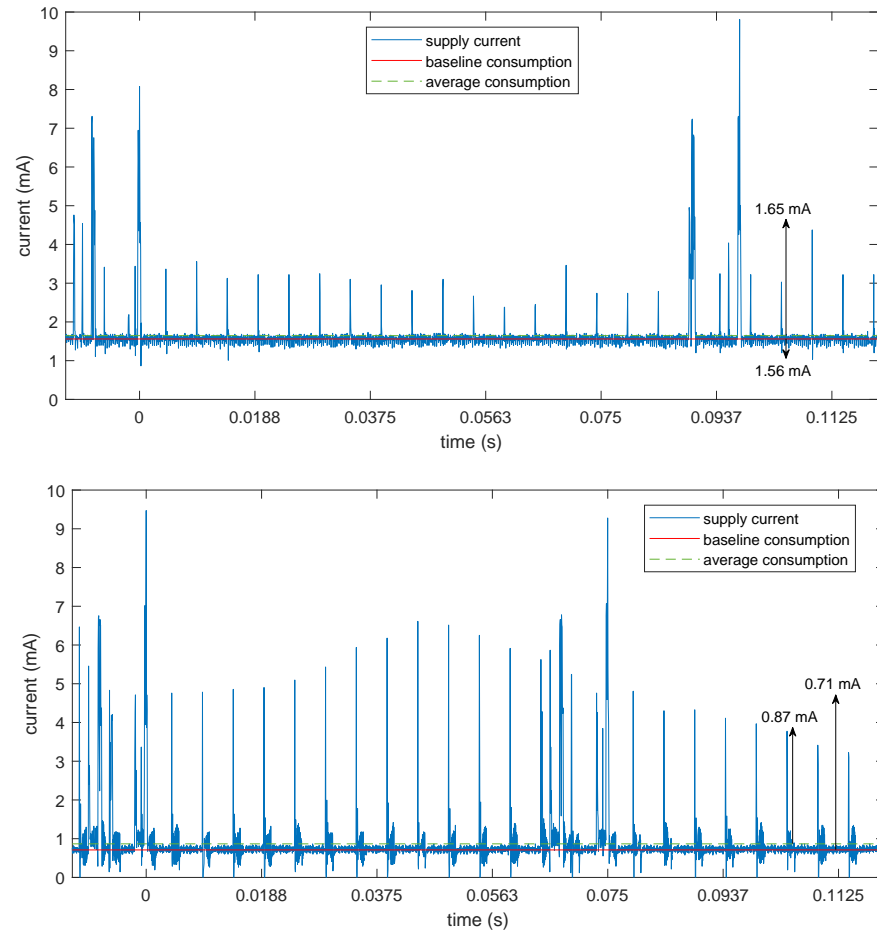 10
9
8
7
6
5
4
3
2
1
0
current (mA)
supply current
baseline consumption
average consumption
1.65 mA
1.56 mA
0 0.0188 0.0375 0.0563 0.075 0.0937 0.1125
time (s)
10
9
8
7
6
5
4
3
2
1
0
current (mA)
supply current
baseline consumption
average consumption
0.71 mA
0.87 mA
0 0.0188 0.0375 0.0563 0.075 0.0937 0.1125
time (s)